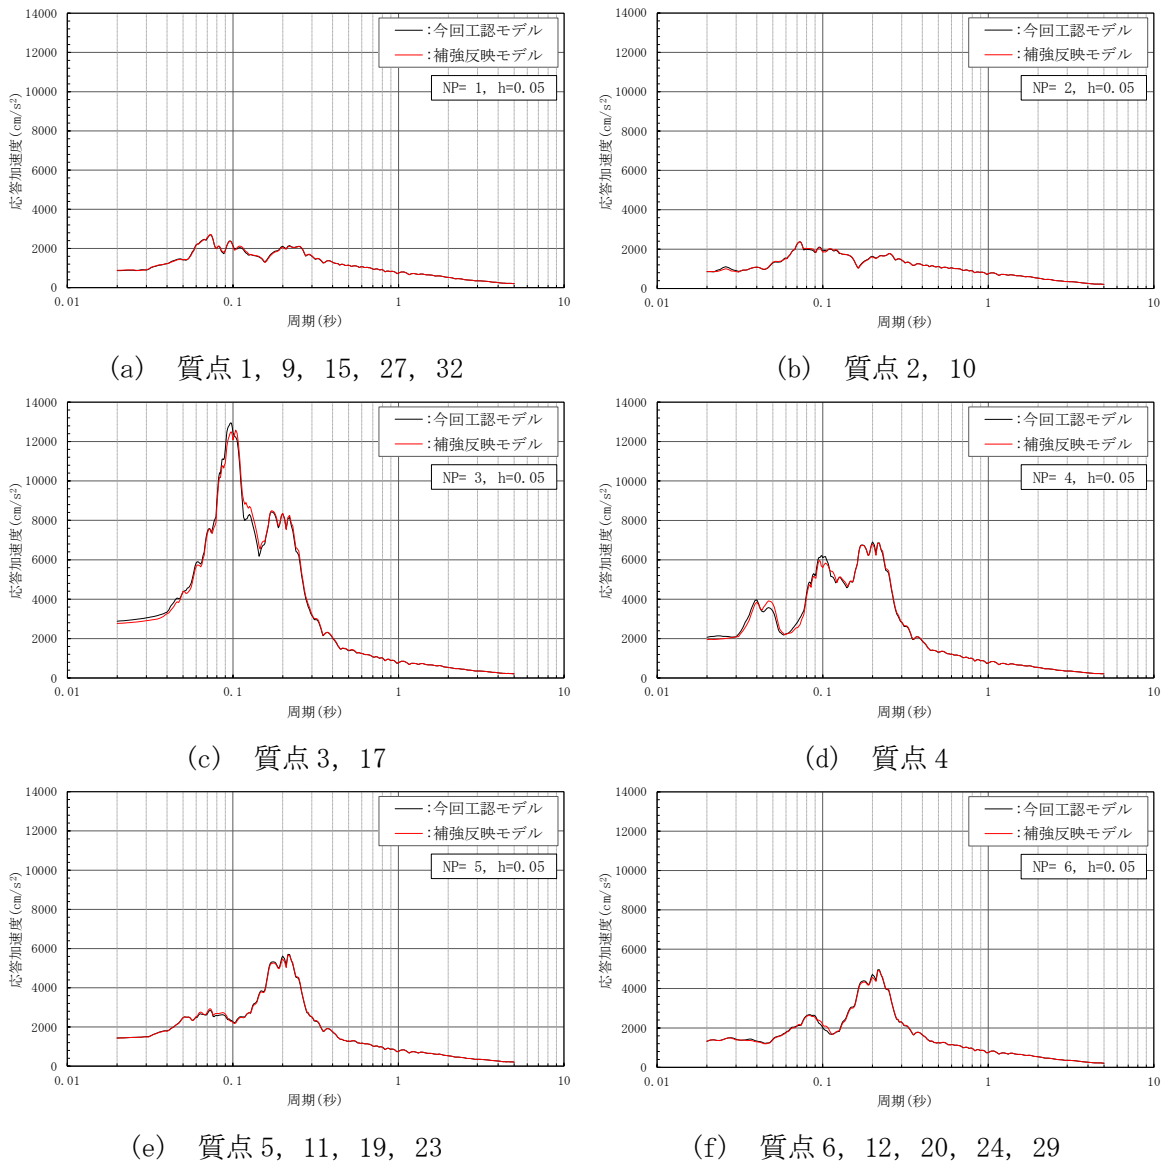 14000
12000
10000
8000
6000
4000
2000
0
応答加速度(cm/s²)
:今回工認モデル
:補強反映モデル
NP= 1, h=0.05
0.01 0.1 1 10
周期(秒)
(a) 質点 1, 9, 15, 27, 32
14000
12000
10000
8000
6000
4000
2000
0
応答加速度(cm/s²)
:今回工認モデル
:補強反映モデル
NP= 2, h=0.05
0.01 0.1 1 10
周期(秒)
(b) 質点 2, 10
14000
12000
10000
8000
6000
4000
2000
0
応答加速度(cm/s²)
:今回工認モデル
:補強反映モデル
NP= 3, h=0.05
0.01 0.1 1 10
周期(秒)
(c) 質点 3, 17
14000
12000
10000
8000
6000
4000
2000
0
応答加速度(cm/s²)
:今回工認モデル
:補強反映モデル
NP= 4, h=0.05
0.01 0.1 1 10
周期(秒)
(d) 質点 4
14000
12000
10000
8000
6000
4000
2000
0
応答加速度(cm/s²)
:今回工認モデル
:補強反映モデル
NP= 5, h=0.05
0.01 0.1 1 10
周期(秒)
(e) 質点 5, 11, 19, 23
14000
12000
10000
8000
6000
4000
2000
0
応答加速度(cm/s²)
:今回工認モデル
:補強反映モデル
NP= 6, h=0.05
0.01 0.1 1 10
周期(秒)
(f) 質点 6, 12, 20, 24, 29